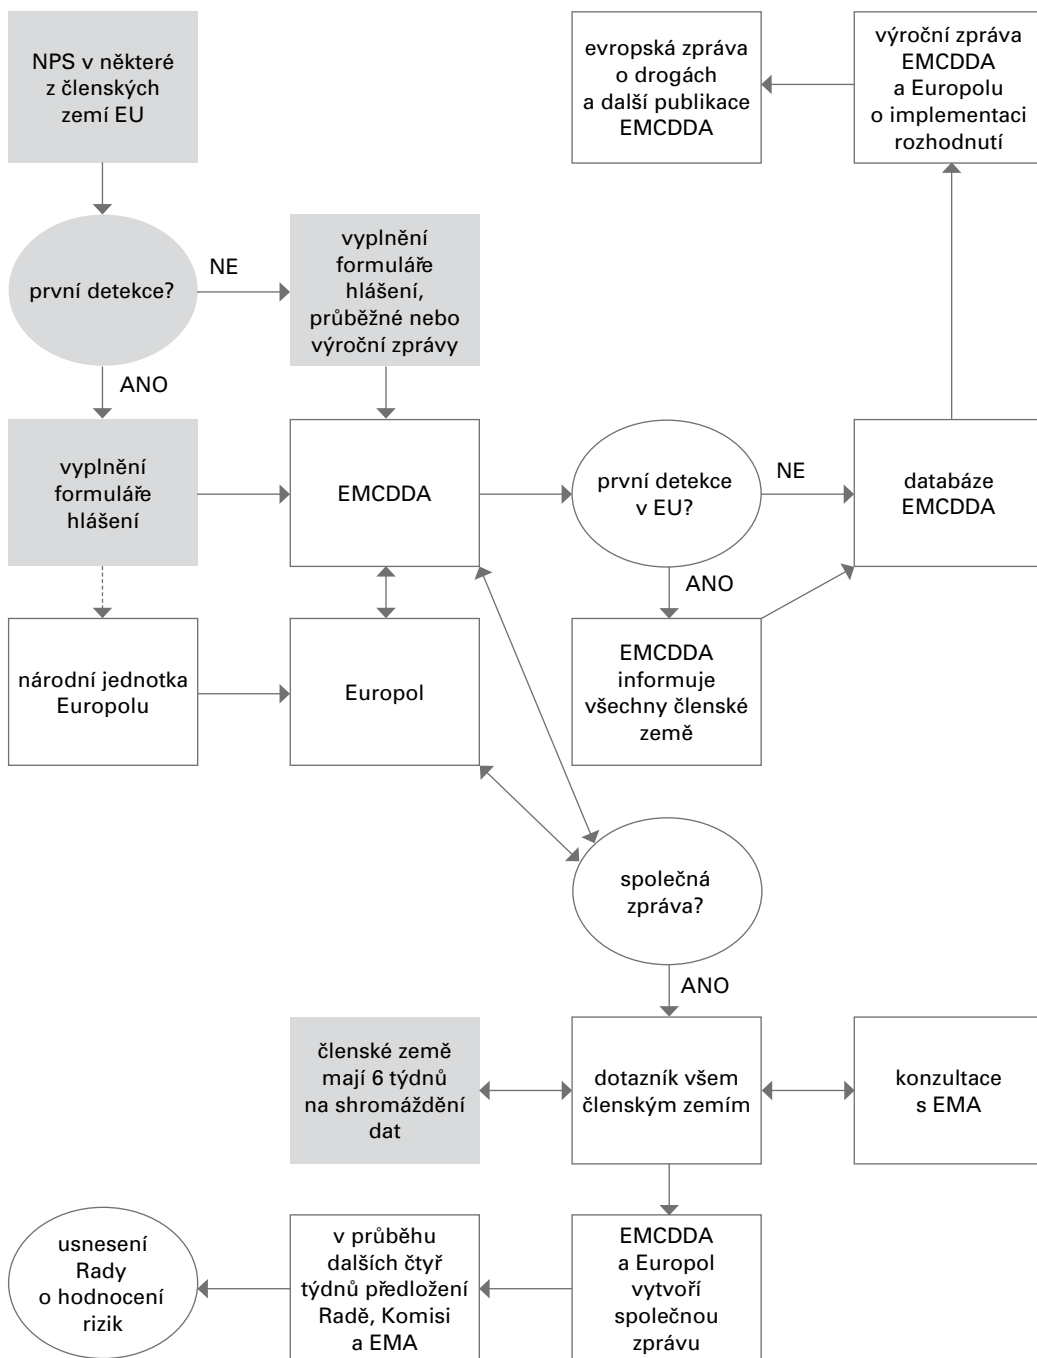 NPS v některé
z členských
zemí EU
evropská zpráva
o drogách
a další publikace
EMCDDA
výroční zpráva
EMCDDA
a Europolu
o implementaci
rozhodnutí
první detekce?
NE
vyplnění
formuláře
hlášení,
průběžné nebo
výroční zprávy
ANO
vyplnění
formuláře
hlášení
EMCDDA
první detekce
v EU?
NE
databáze
EMCDDA
ANO
národní jednotka
Europolu
Europol
EMCDDA
informuje
všechny členské
země
společná
zpráva?
ANO
členské země
mají 6 týdnů
na shromáždění
dat
dotazník všem
členským zemím
konzultace
s EMA
usnesení
Rady
o hodnocení
rizik
v průběhu
dalších čtyř
týdnů předložení
Radě, Komisi
a EMA
EMCDDA
a Europol
vytvoří
společnou
zprávu